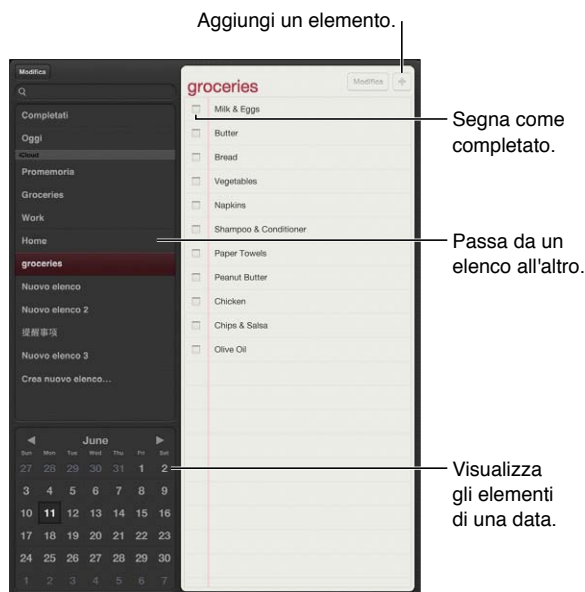 Aggiungi un elemento.
Modifica
groceries
Modifica
Completati
Oggi
iCloud
Promemoria
Groceries
Work
Home
groceries
Nuovo elenco
Nuovo elenco 2
提醒事项
Nuovo elenco 3
Crea nuovo elenco...
Milk & Eggs
Butter
Bread
Vegetables
Napkins
Shampoo & Conditioner
Paper Towels
Peanut Butter
Chicken
Chips & Salsa
Olive Oil
Segna come
completato.
Passa da un
elenco all'altro.
June
Sun Mon Tue Wed Thu Fri Sat
27 28 29 30 31 1 2
3 4 5 6 7 8 9
10 11 12 13 14 15 16
17 18 19 20 21 22 23
24 25 26 27 28 29 30
1 2 3 4 5 6 7
Visualizza
gli elementi
di una data.